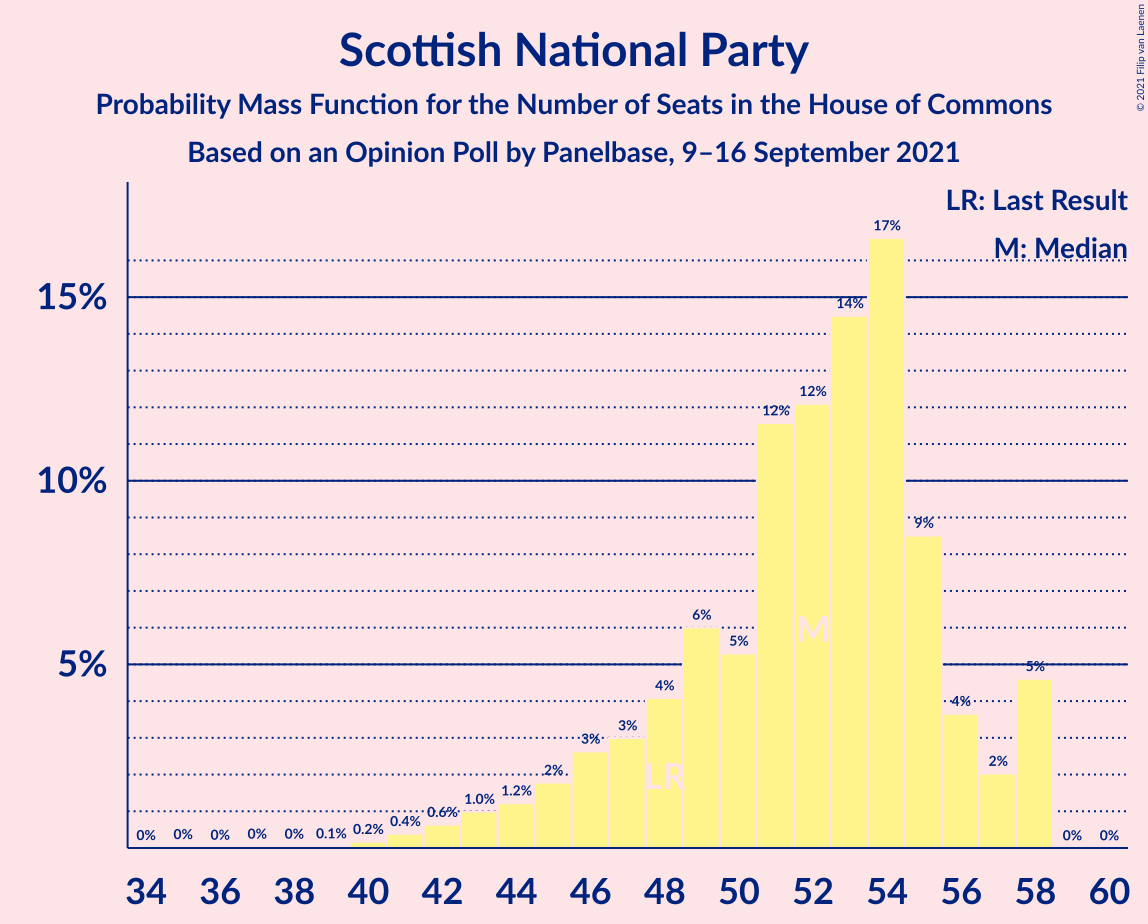 Scottish National Party
Probability Mass Function for the Number of Seats in the House of Commons
Based on an Opinion Poll by Panelbase, 9–16 September 2021
© 2021 Filip van Laenen
LR: Last Result
M: Median
15%
10%
5%
0% 0% 0% 0% 0% 0.1% 0.2% 0.4% 0.6% 1.0% 1.2% 2% 3% 3% 4% 6% 5% 12% 12% 14% 17% 9% 4% 2% 5% 0% 0%
LR
M
34 36 38 40 42 44 46 48 50 52 54 56 58 60